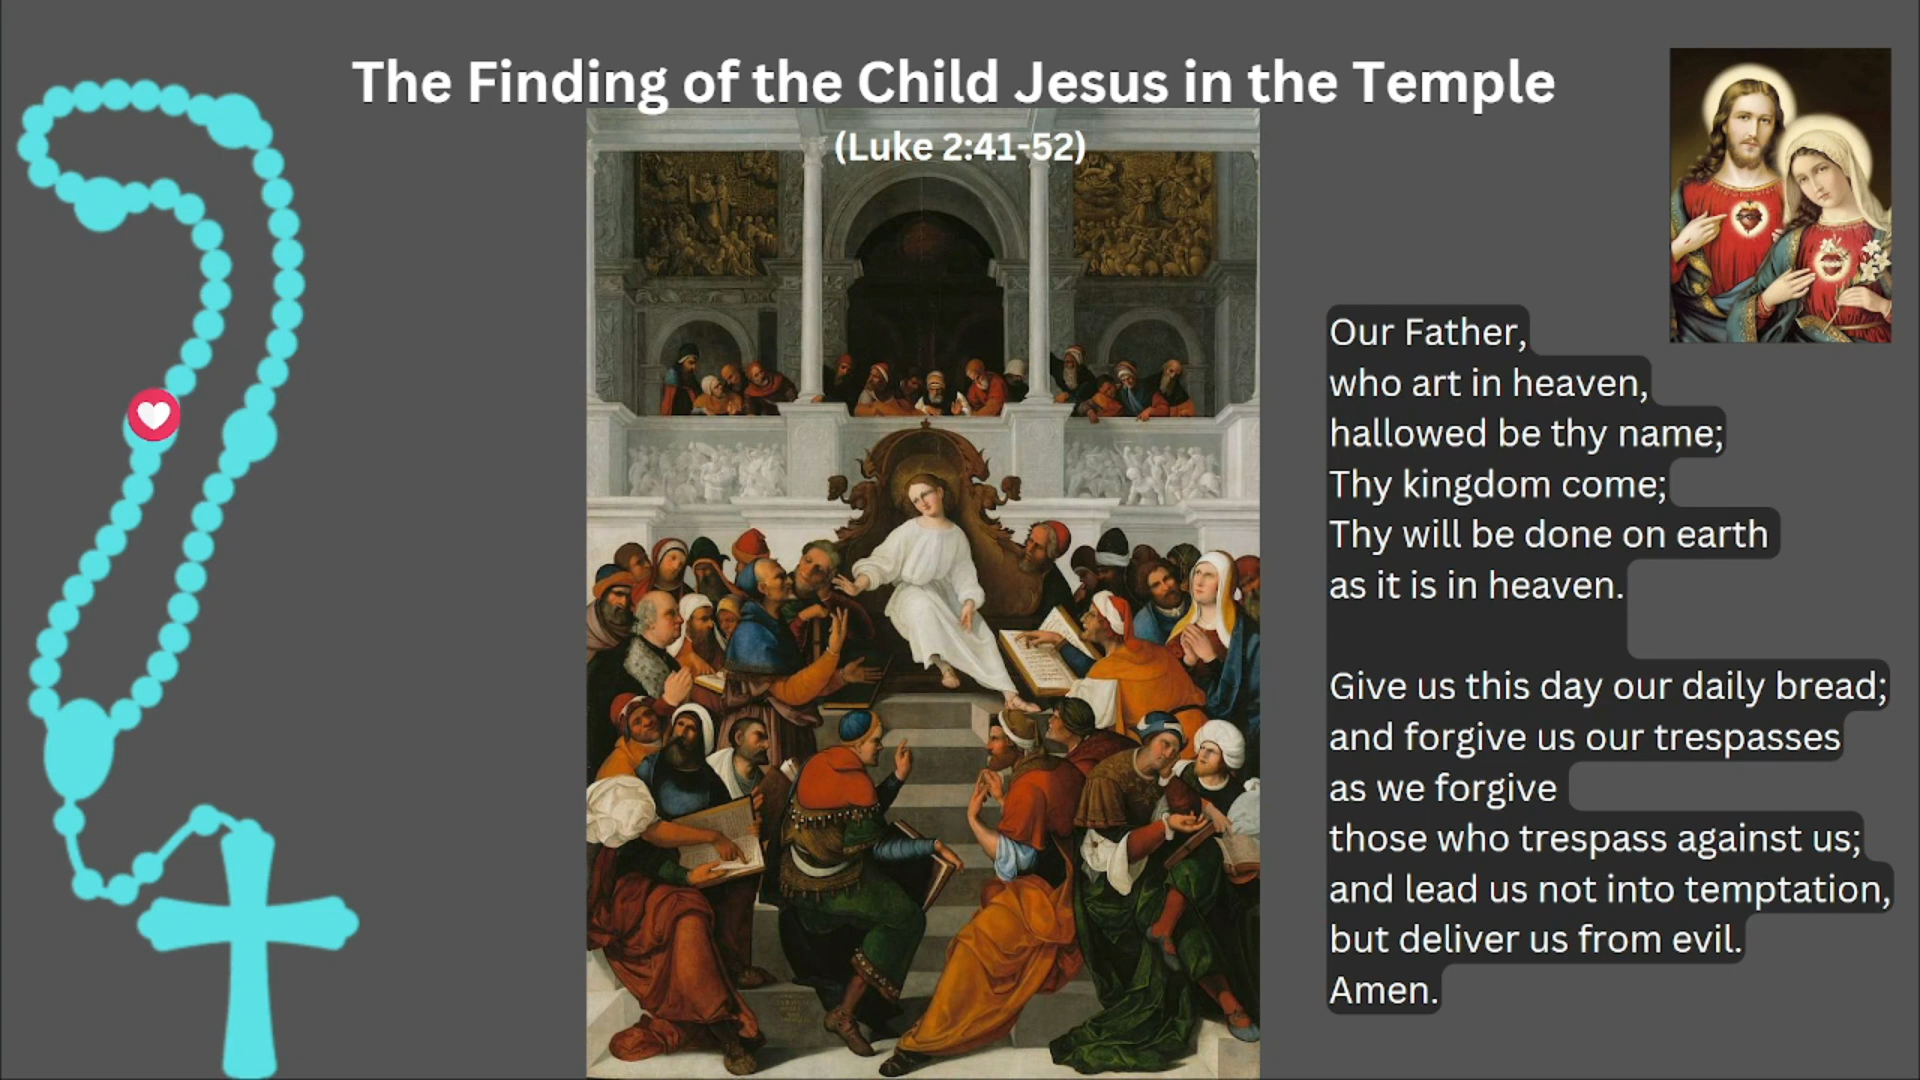 The Finding of the Child Jesus in the Temple
(Luke 2:41-52)
Our Father,
who art in heaven,
hallowed be thy name;
Thy kingdom come;
Thy will be done on earth
as it is in heaven.
Give us this day our daily bread;
and forgive us our trespasses
as we forgive
those who trespass against us;
and lead us not into temptation,
but deliver us from evil.
Amen.